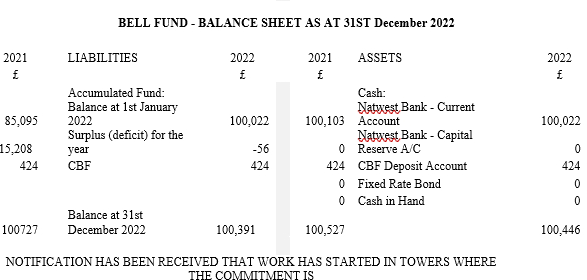 BELL FUND - BALANCE SHEET AS AT 31ST December 2022
2021 LIABILITIES 2022 2021 ASSETS 2022
£ £ £ £
Accumulated Fund: Cash:
Balance at 1st January Natwest Bank - Current
85,095 2022 100,022 100,103 Account 100,022
Surplus (deficit) for the Natwest Bank - Capital
15,208 year -56 0 Reserve A/C 0
424 CBF 424 424 CBF Deposit Account 424
0 Fixed Rate Bond 0
0 Cash in Hand 0
Balance at 31st
100727 December 2022 100,391 100,527 100,446
NOTIFICATION HAS BEEN RECEIVED THAT WORK HAS STARTED IN TOWERS WHERE
THE COMMITMENT IS